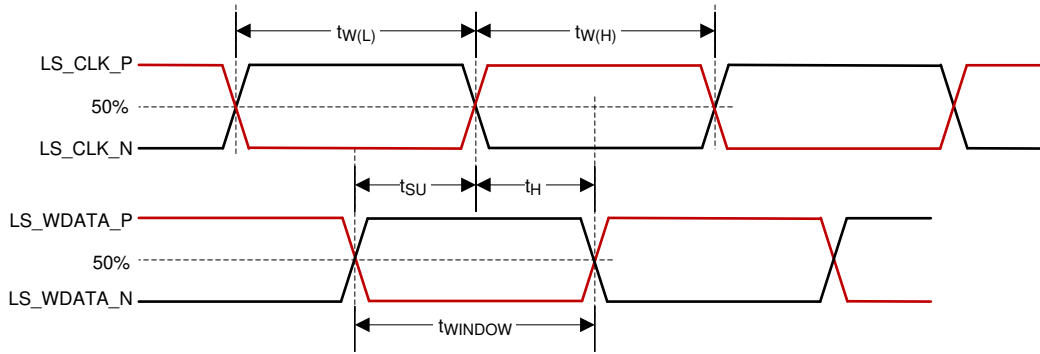 tW(L)
tW(H)
LS_CLK_P
50%
LS_CLK_N
tSU
tH
LS_WDATA_P
50%
LS_WDATA_N
tWINDOW